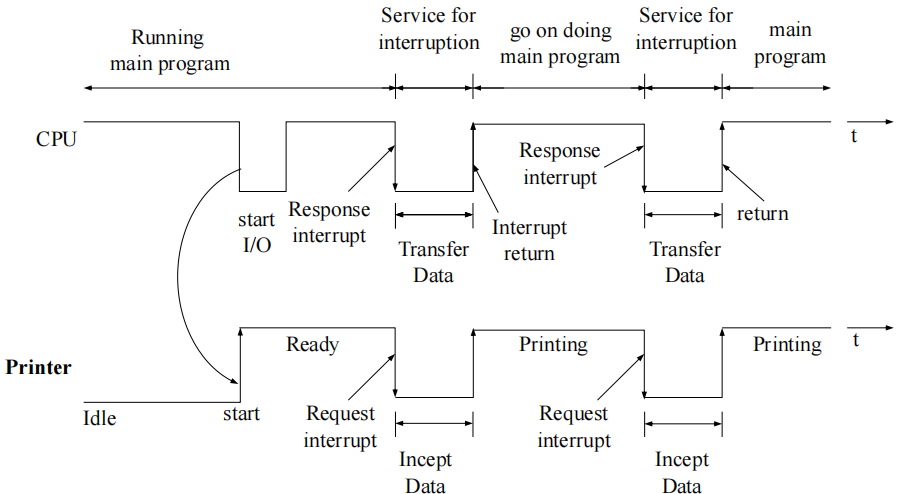 Running
main program
Service for
interruption
go on doing
main program
Service for
interruption
main
program
CPU
t
start
I/O
Response
interrupt
Transfer
Data
Interrupt
return
Response
interrupt
Transfer
Data
return
Printer
Idle
start
Ready
Request
interrupt
Incept
Data
Printing
Request
interrupt
Incept
Data
Printing
t